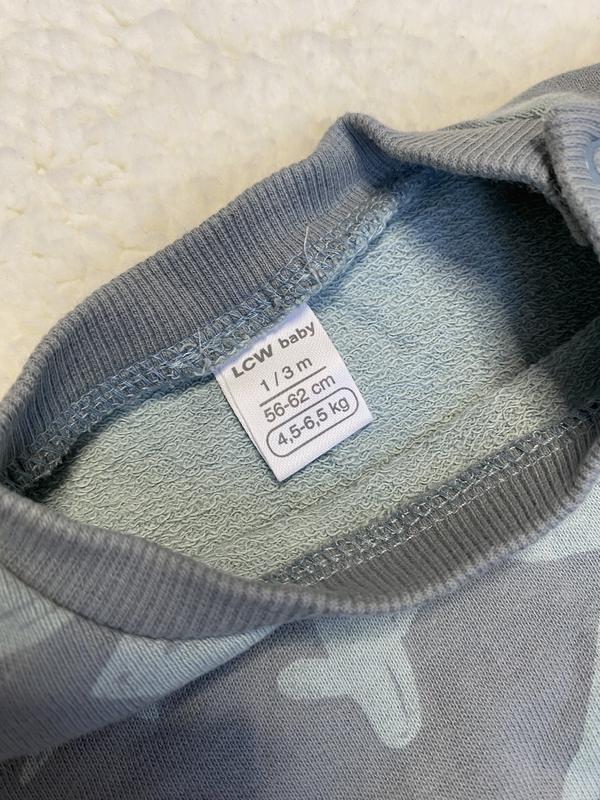 LCW baby
1 / 3 m
56-62 cm
4,5-6,5 kg